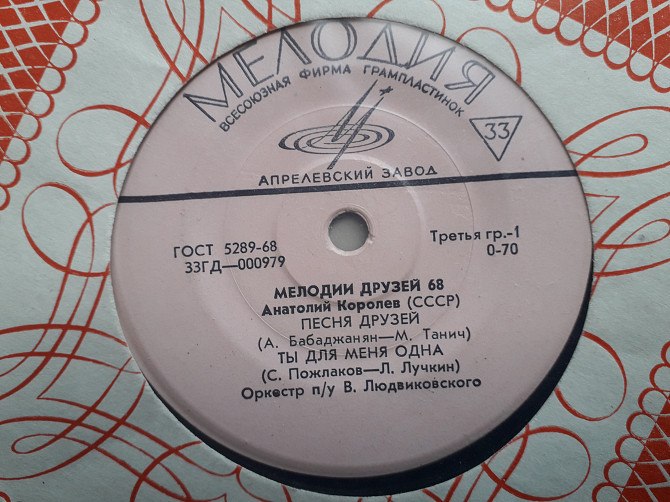 МЕЛОДИЯ
ВСЕСОЮЗНАЯ ФИРМА ГРАМПЛАСТИНОК
33
АПРЕЛЕВСКИЙ ЗАВОД
ГОСТ 5289-68
33ГД—000979
Третья гр.-1
0-70
МЕЛОДИИ ДРУЗЕЙ 68
Анатолий Королев (СССР)
ПЕСНЯ ДРУЗЕЙ
(А. Бабаджанян—М. Танич)
ТЫ ДЛЯ МЕНЯ ОДНА
(С. Пожлаков—Л. Лучкин)
Оркестр п/у В. Людвиковского